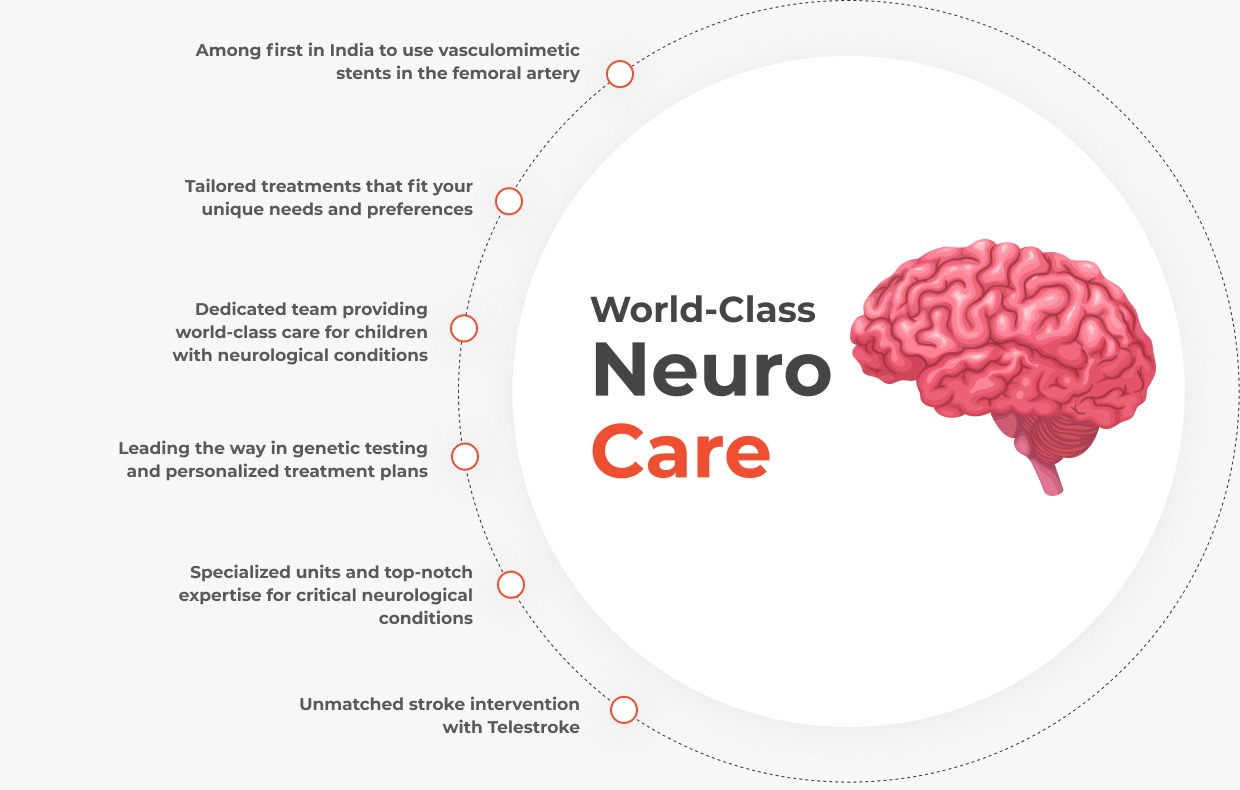 Among first in India to use vasculomimetic
stents in the femoral artery
Tailored treatments that fit your
unique needs and preferences
Dedicated team providing
world-class care for children
with neurological conditions
Leading the way in genetic testing
and personalized treatment plans
Specialized units and top-notch
expertise for critical neurological
conditions
Unmatched stroke intervention
with Telestroke
World-Class
Neuro
Care